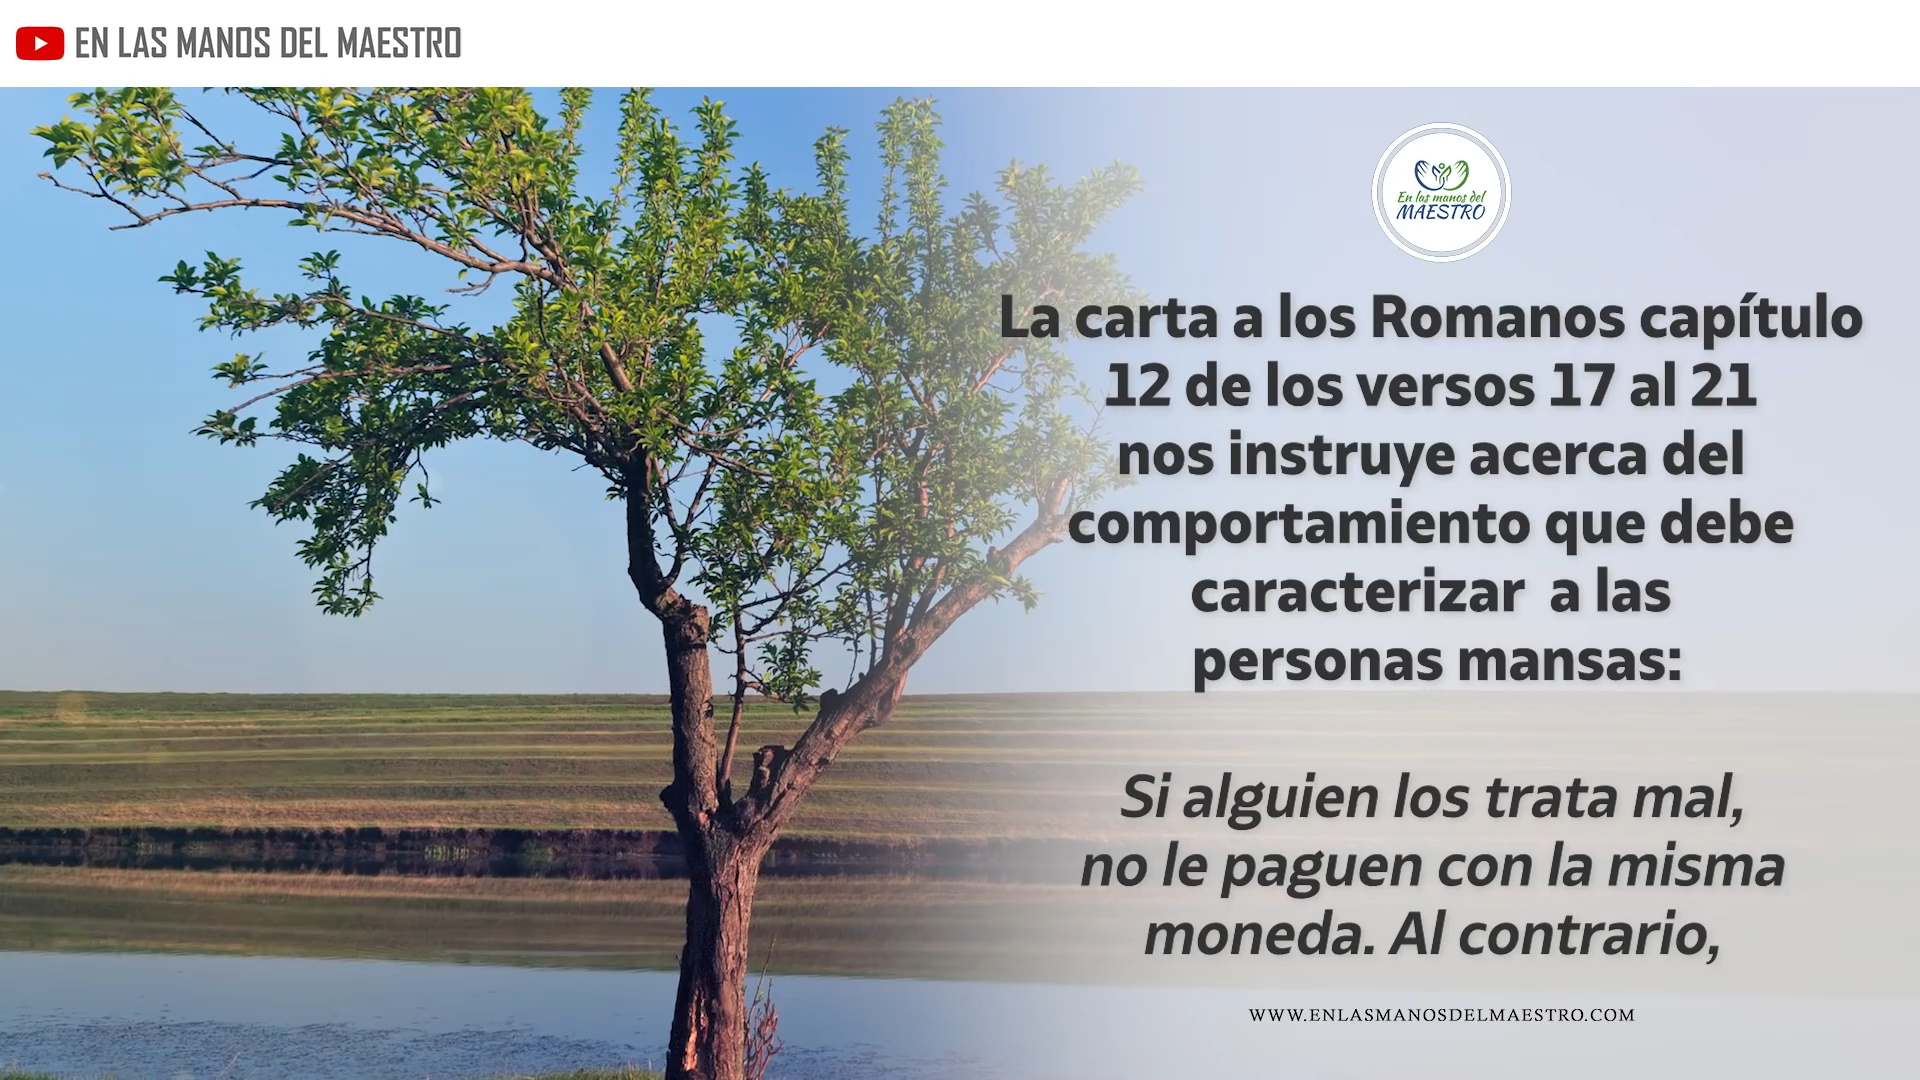 EN LAS MANOS DEL MAESTRO
En las manos del
MAESTRO
La carta a los Romanos capítulo
12 de los versos 17 al 21
nos instruye acerca del
comportamiento que debe
caracterizar a las
personas mansas:
Si alguien los trata mal,
no le paguen con la misma
moneda. Al contrario,
WWW.ENLASMANOSDELMAESTRO.COM